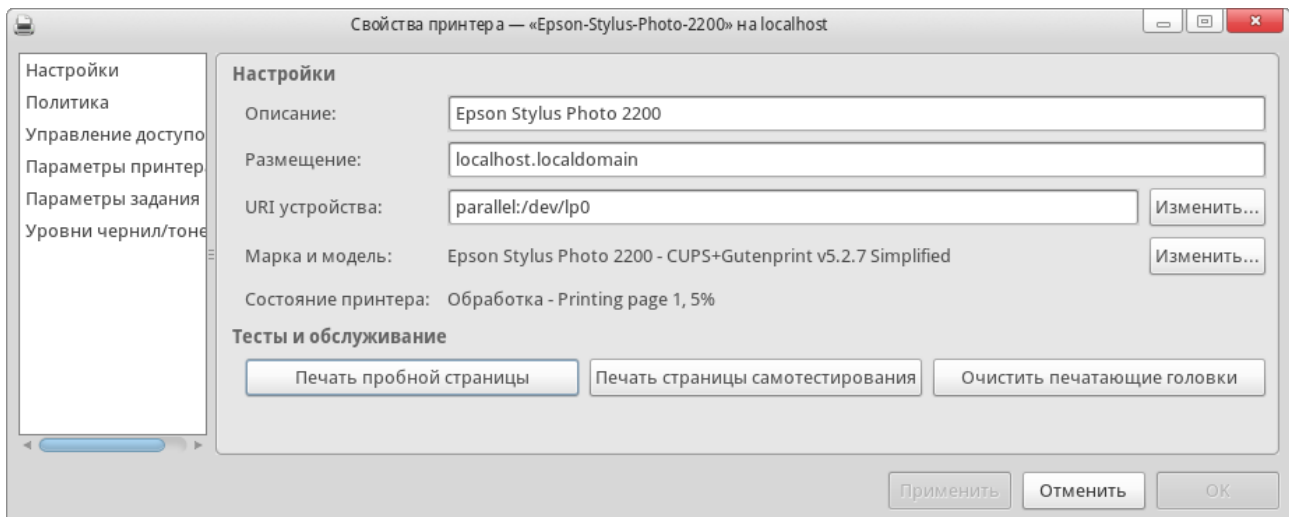 Свойства принтера — «Epson-Stylus-Photo-2200» на localhost
Настройки
Политика
Управление доступо
Параметры принтер
Параметры задания
Уровни чернил/тоне
Настройки
Описание: Epson Stylus Photo 2200
Размещение: localhost.localdomain
URI устройства: parallel:/dev/lp0 Изменить...
Марка и модель: Epson Stylus Photo 2200 - CUPS+Gutenprint v5.2.7 Simplified Изменить...
Состояние принтера: Обработка - Printing page 1, 5%
Тесты и обслуживание
Печать пробной страницы Печать страницы самотестирования Очистить печатающие головки
Применить Отменить OK